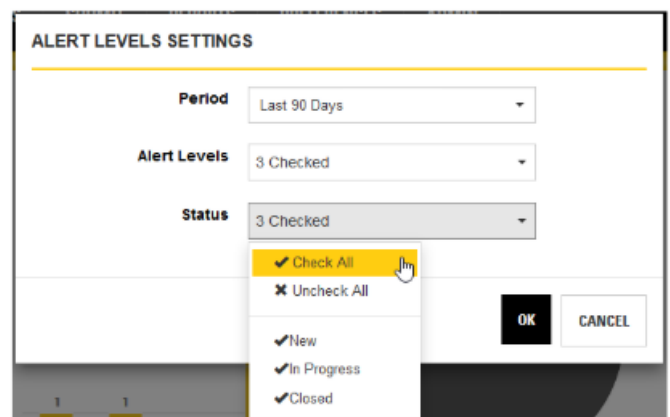 ALERT LEVELS SETTINGS
Period
Last 90 Days
Alert Levels
3 Checked
Status
3 Checked
Check All
Uncheck All
New
In Progress
Closed
OK
CANCEL
1 1